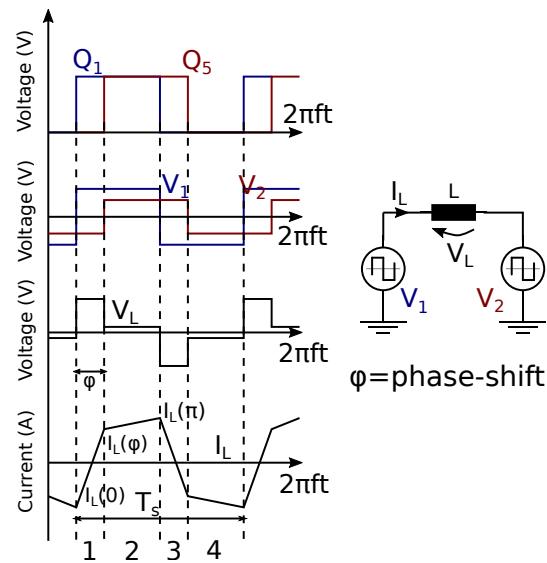 Voltage (V)
Q1
Q5
2πft
Voltage (V)
V1
V2
2πft
Voltage (V)
VL
2πft
φ
Current (A)
IL(π)
IL(φ)
IL
IL(0)
2πft
Ts
1 2 3 4
IL
L
VL
V1
V2
φ=phase-shift